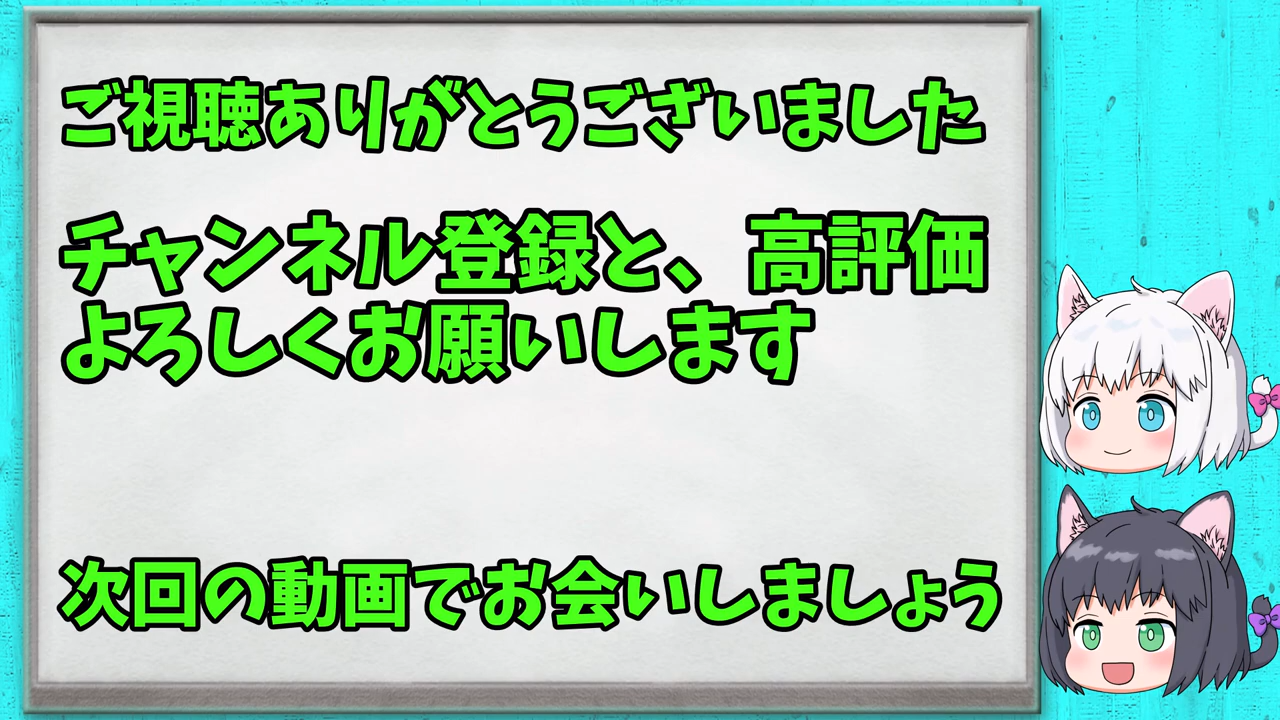 ご視聴ありがとうございました
チャンネル登録と、高評価
よろしくお願いします
次回の動画でお会いしましょう